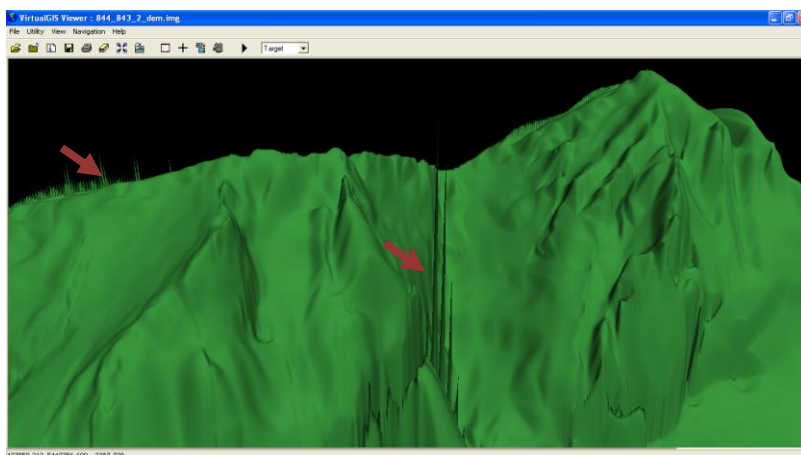 VirtualGIS Viewer : 844_843_2_dem.img
File Utility View Navigation Help
Target